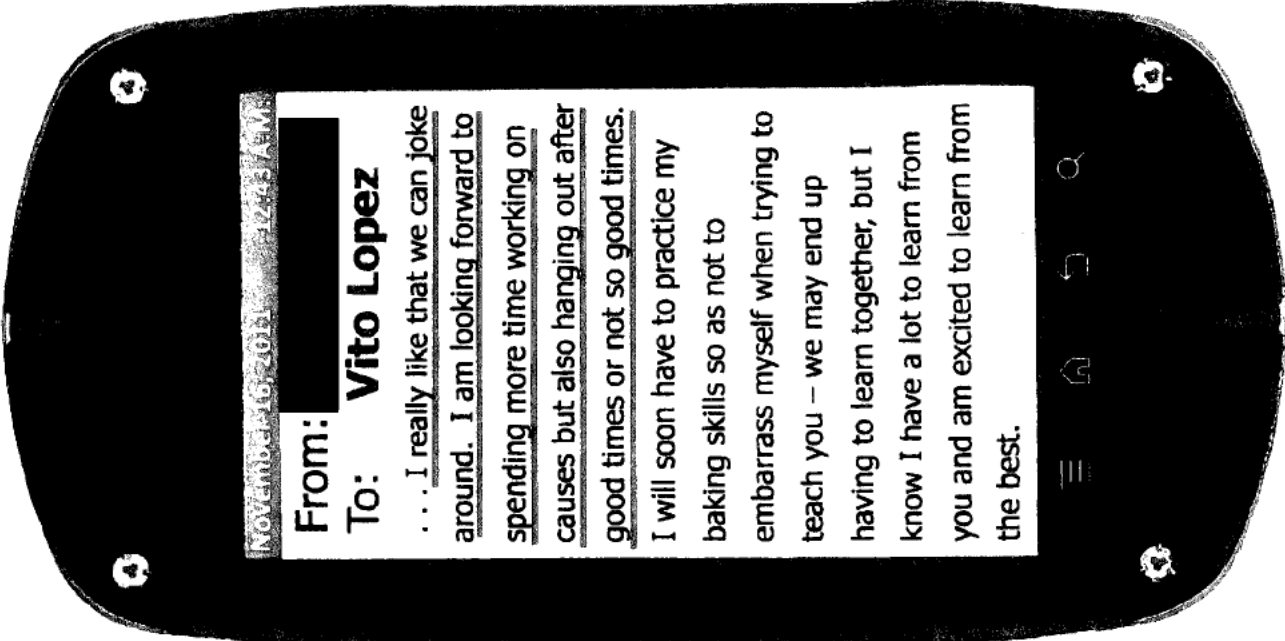 November 16, 2011 12:43 A.M.
From:
To: Vito Lopez
. . . I really like that we can joke
around. I am looking forward to
spending more time working on
causes but also hanging out after
good times or not so good times.
I will soon have to practice my
baking skills so as not to
embarrass myself when trying to
teach you – we may end up
having to learn together, but I
know I have a lot to learn from
you and am excited to learn from
the best.